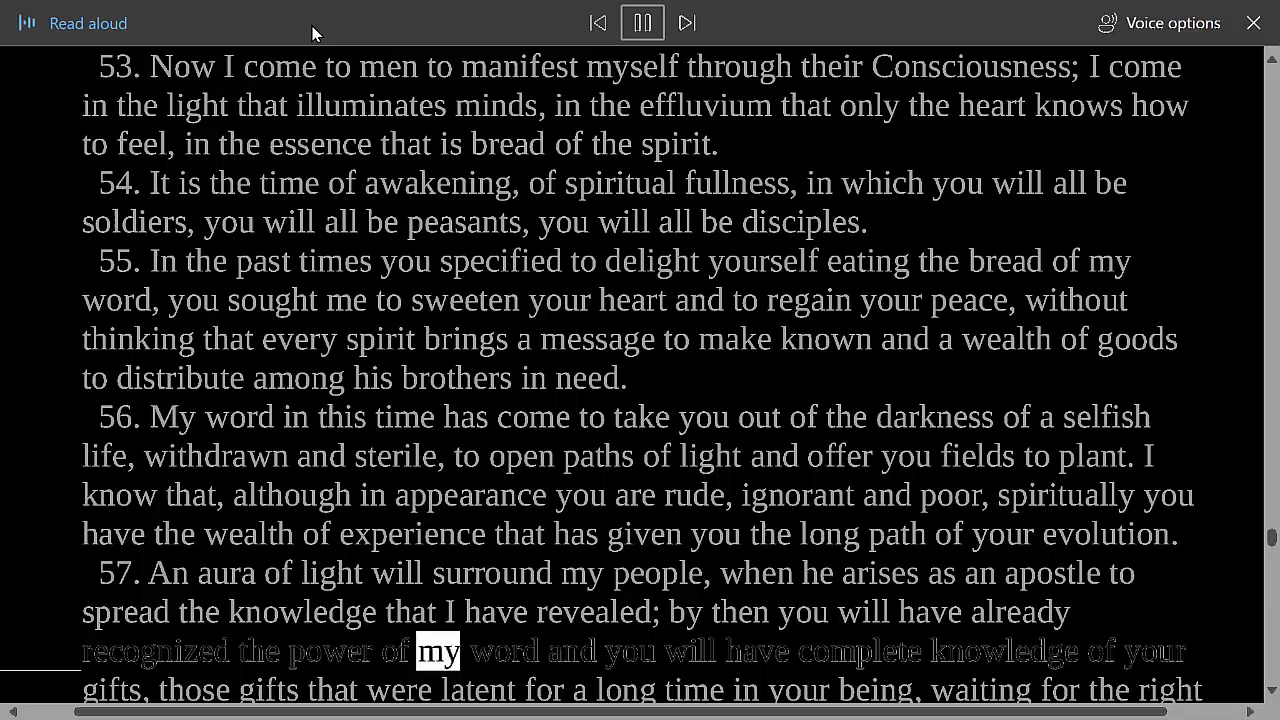 Read aloud
Voice options
53. Now I come to men to manifest myself through their Consciousness; I come
in the light that illuminates minds, in the effluvium that only the heart knows how
to feel, in the essence that is bread of the spirit.
54. It is the time of awakening, of spiritual fullness, in which you will all be
soldiers, you will all be peasants, you will all be disciples.
55. In the past times you specified to delight yourself eating the bread of my
word, you sought me to sweeten your heart and to regain your peace, without
thinking that every spirit brings a message to make known and a wealth of goods
to distribute among his brothers in need.
56. My word in this time has come to take you out of the darkness of a selfish
life, withdrawn and sterile, to open paths of light and offer you fields to plant. I
know that, although in appearance you are rude, ignorant and poor, spiritually you
have the wealth of experience that has given you the long path of your evolution.
57. An aura of light will surround my people, when he arises as an apostle to
spread the knowledge that I have revealed; by then you will have already
recognized the power of my word and you will have complete knowledge of your
gifts, those gifts that were latent for a long time in your being, waiting for the right